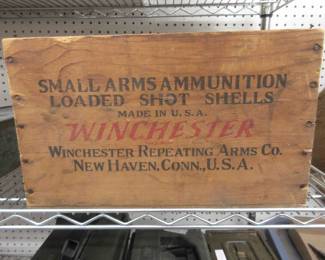 SMALL ARMS AMMUNITION
LOADED SHOT SHELLS
MADE IN U.S.A.
WINCHESTER
WINCHESTER REPEATING ARMS CO.
NEW HAVEN, CONN., U.S.A.